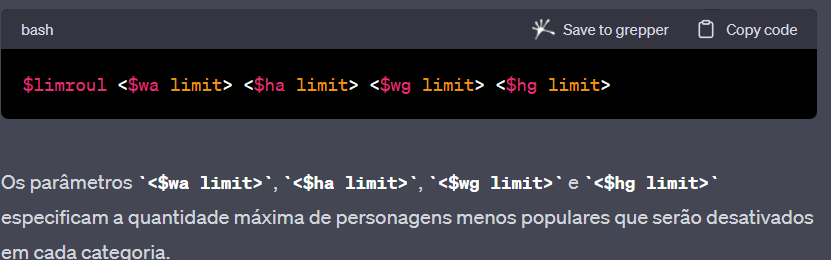 bash Save to grepper Copy code
$limroul <$wa limit> <$ha limit> <$wg limit> <$hg limit>
Os parâmetros `<$wa limit>`, `<$ha limit>`, `<$wg limit>` e `<$hg limit>`
especificam a quantidade máxima de personagens menos populares que serão desativados
em cada categoria.